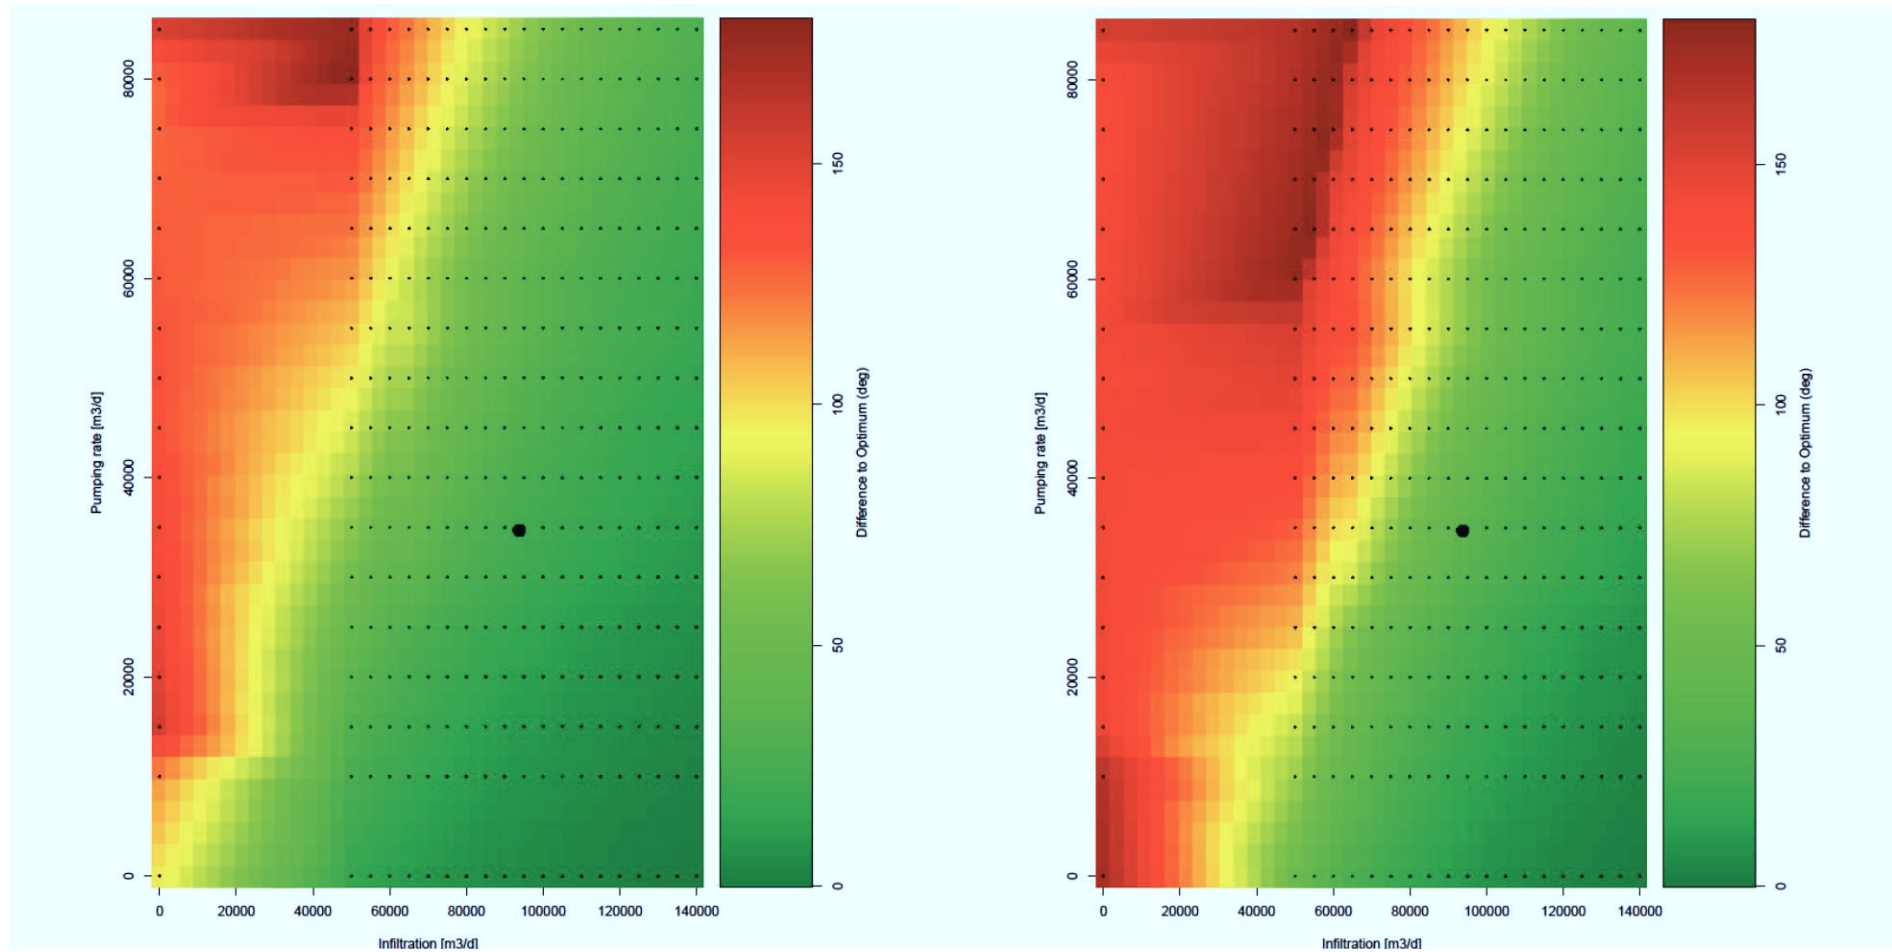 80000
60000
40000
20000
0
Pumping rate [m3/d]
0 20000 40000 60000 80000 100000 120000 140000
Infiltration [m3/d]
150
100
50
0
Difference to Optimum (deg)
80000
60000
40000
20000
0
Pumping rate [m3/d]
0 20000 40000 60000 80000 100000 120000 140000
Infiltration [m3/d]
150
100
50
0
Difference to Optimum (deg)